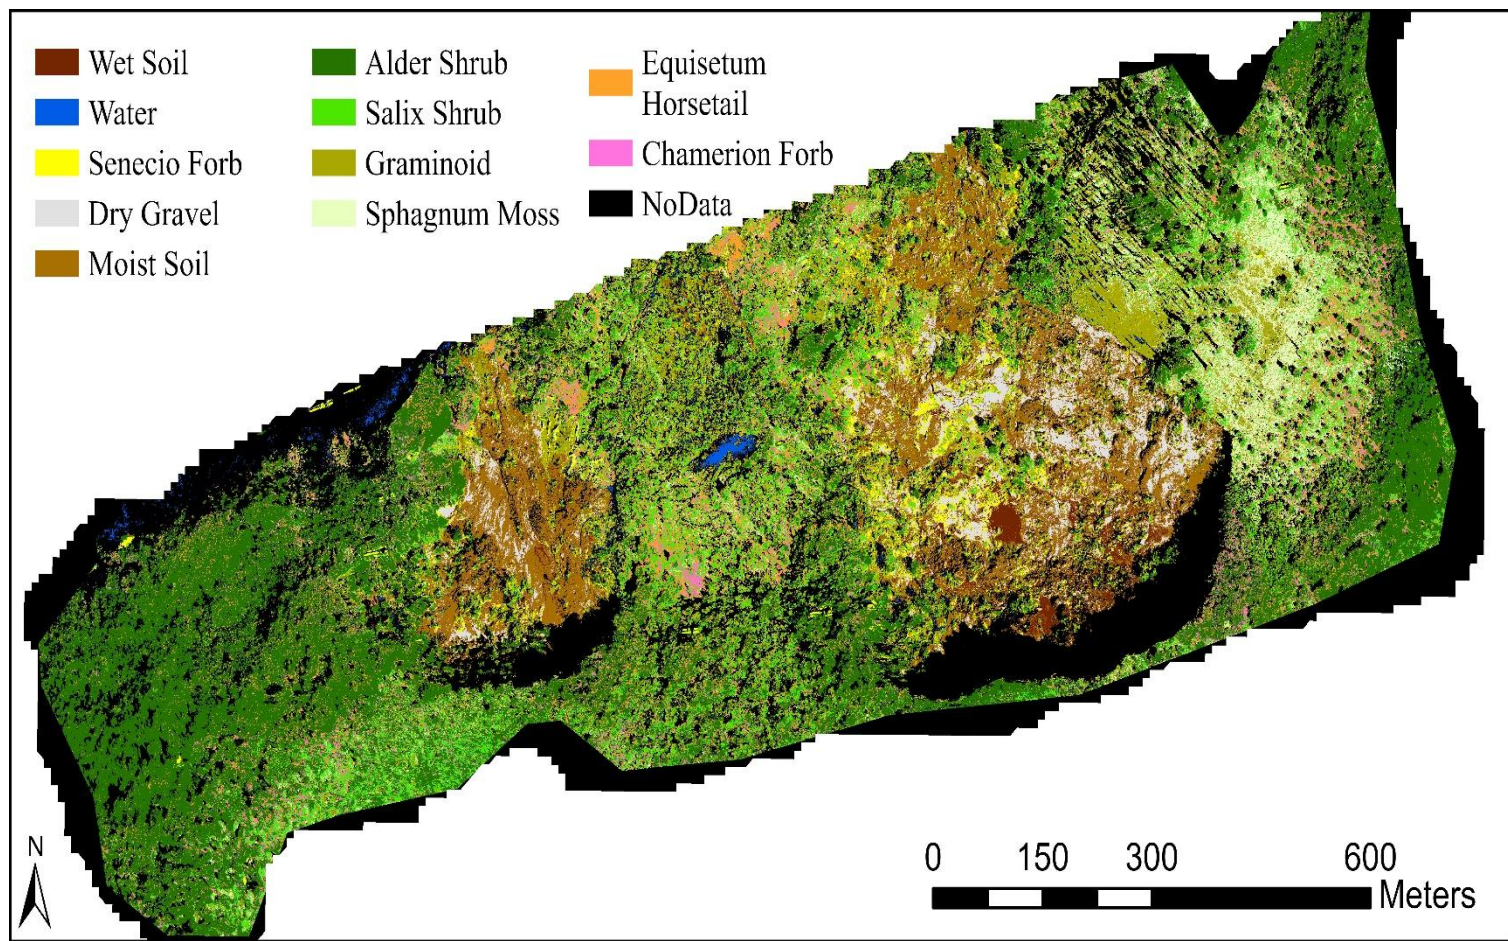 Wet Soil
Water
Senecio Forb
Dry Gravel
Moist Soil
Alder Shrub
Salix Shrub
Graminoid
Sphagnum Moss
Equisetum
Horsetail
Chamerion Forb
NoData
N
0 150 300 600
Meters